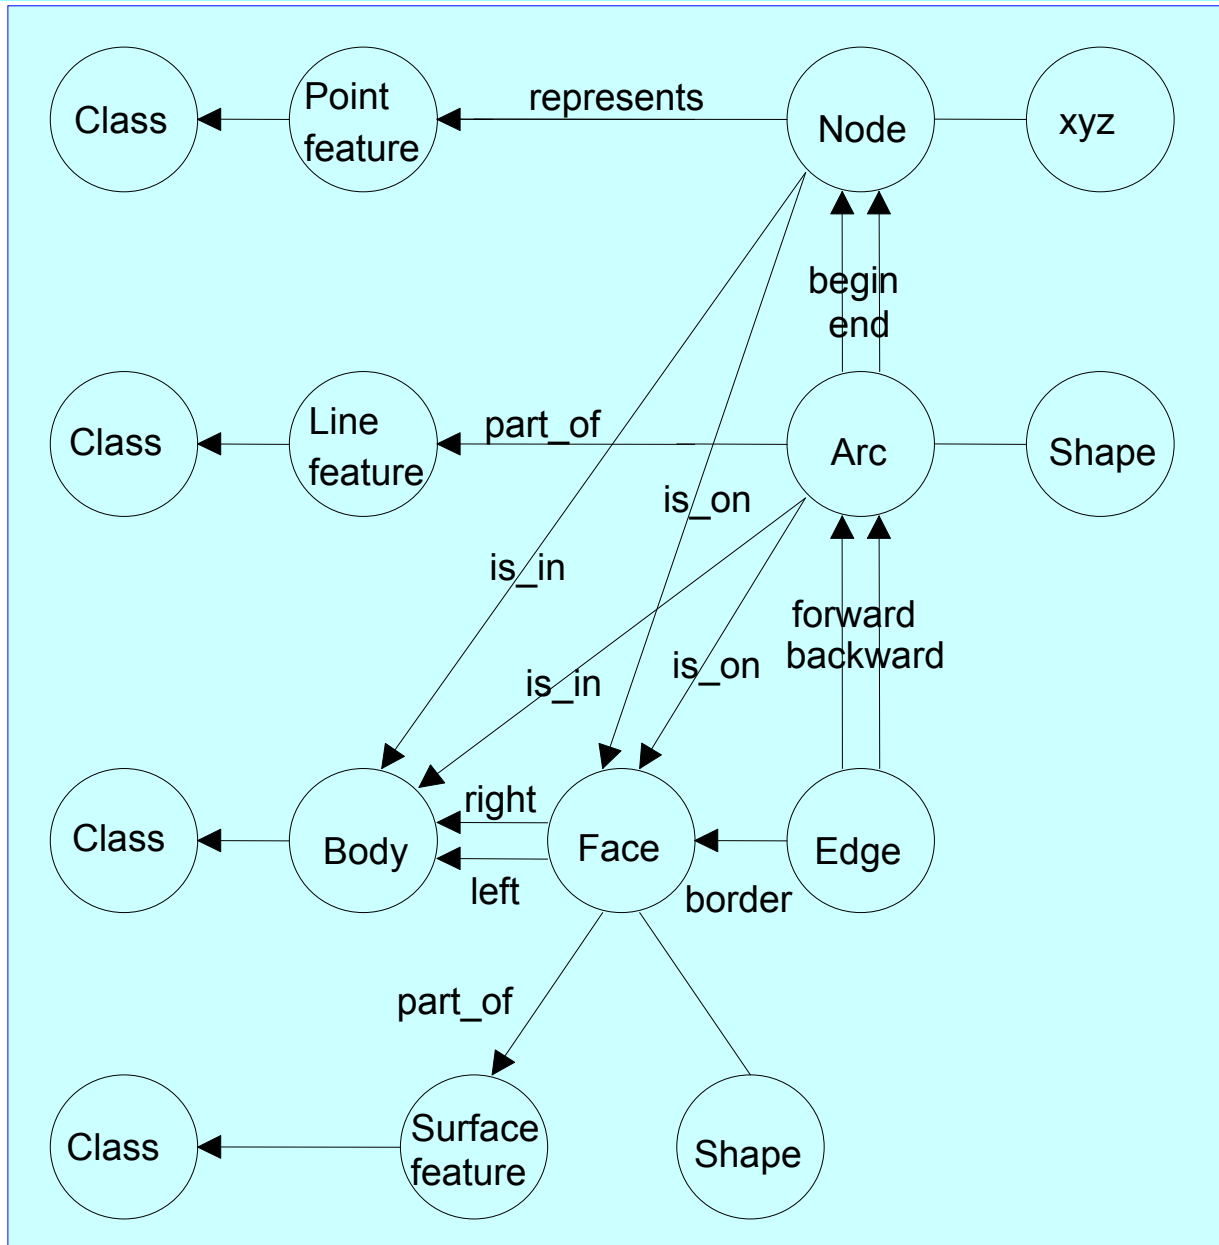 Class
Point
feature
represents
Node
xyz
begin
end
Class
Line
feature
part_of
Arc
Shape
is_on
is_in
forward
backward
is_in
is_on
Class
Body
right
left
Face
border
Edge
part_of
Class
Surface
feature
Shape